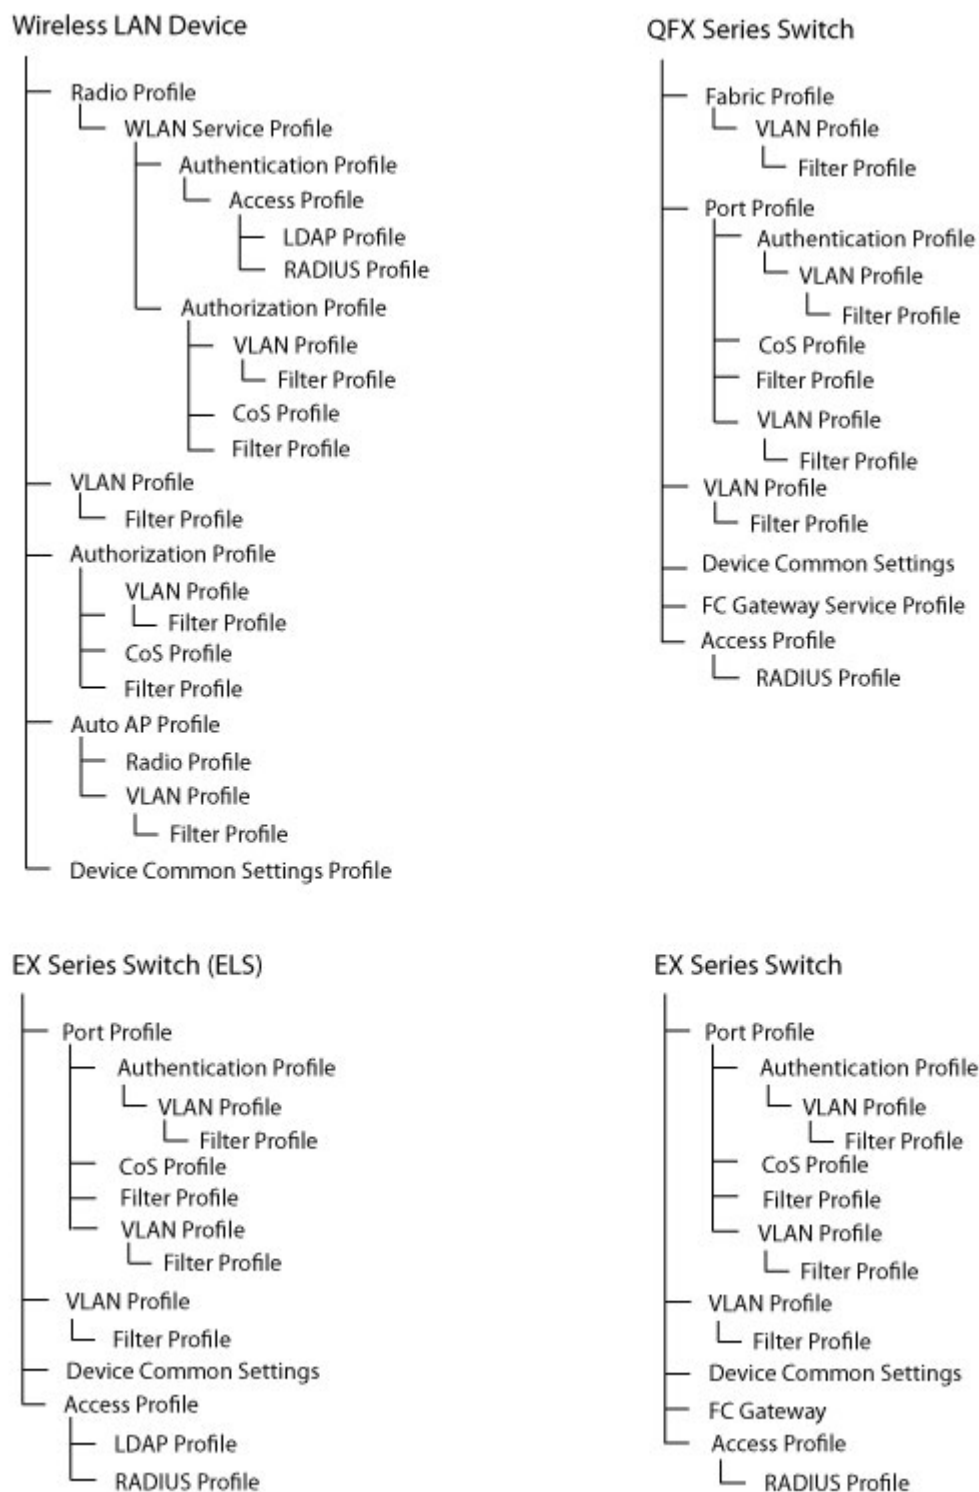 Wireless LAN Device
Radio Profile
WLAN Service Profile
Authentication Profile
Access Profile
LDAP Profile
RADIUS Profile
Authorization Profile
VLAN Profile
Filter Profile
CoS Profile
Filter Profile
VLAN Profile
Filter Profile
Authorization Profile
VLAN Profile
Filter Profile
CoS Profile
Filter Profile
Auto AP Profile
Radio Profile
VLAN Profile
Filter Profile
Device Common Settings Profile
QFX Series Switch
Fabric Profile
VLAN Profile
Filter Profile
Port Profile
Authentication Profile
VLAN Profile
Filter Profile
CoS Profile
Filter Profile
VLAN Profile
Filter Profile
VLAN Profile
Filter Profile
Device Common Settings
FC Gateway Service Profile
Access Profile
RADIUS Profile
EX Series Switch (ELS)
Port Profile
Authentication Profile
VLAN Profile
Filter Profile
CoS Profile
Filter Profile
VLAN Profile
Filter Profile
VLAN Profile
Filter Profile
Device Common Settings
Access Profile
LDAP Profile
RADIUS Profile
EX Series Switch
Port Profile
Authentication Profile
VLAN Profile
Filter Profile
CoS Profile
Filter Profile
VLAN Profile
Filter Profile
VLAN Profile
Filter Profile
Device Common Settings
FC Gateway
Access Profile
RADIUS Profile